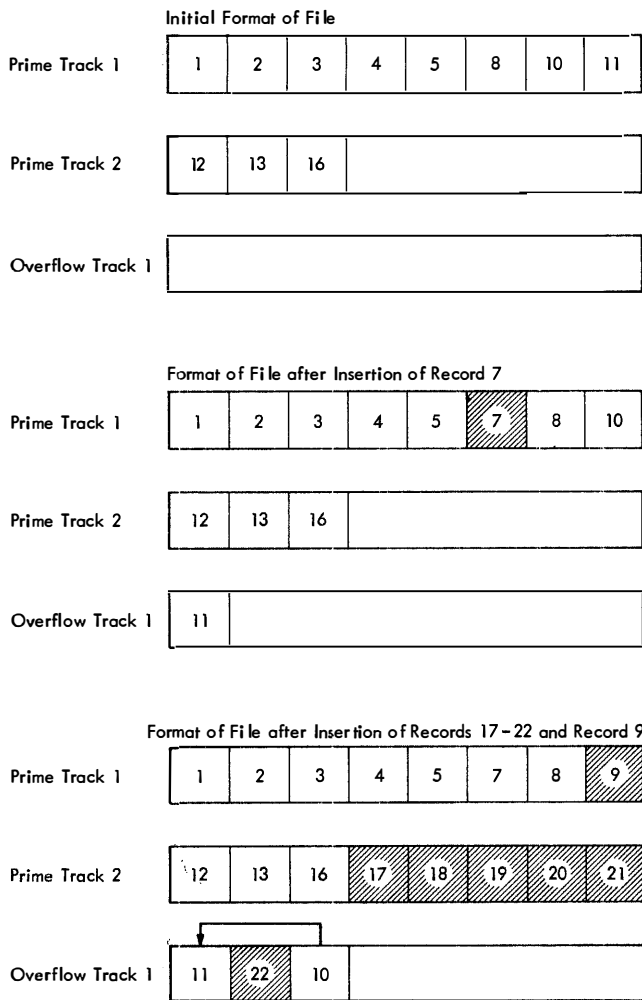 Initial Format of File
Prime Track 1 1 2 3 4 5 8 10 11
Prime Track 2 12 13 16
Overflow Track 1
Format of File after Insertion of Record 7
Prime Track 1 1 2 3 4 5 7 8 10
Prime Track 2 12 13 16
Overflow Track 1 11
Format of File after Insertion of Records 17-22 and Record 9
Prime Track 1 1 2 3 4 5 7 8 9
Prime Track 2 12 13 16 17 18 19 20 21
Overflow Track 1 11 22 10